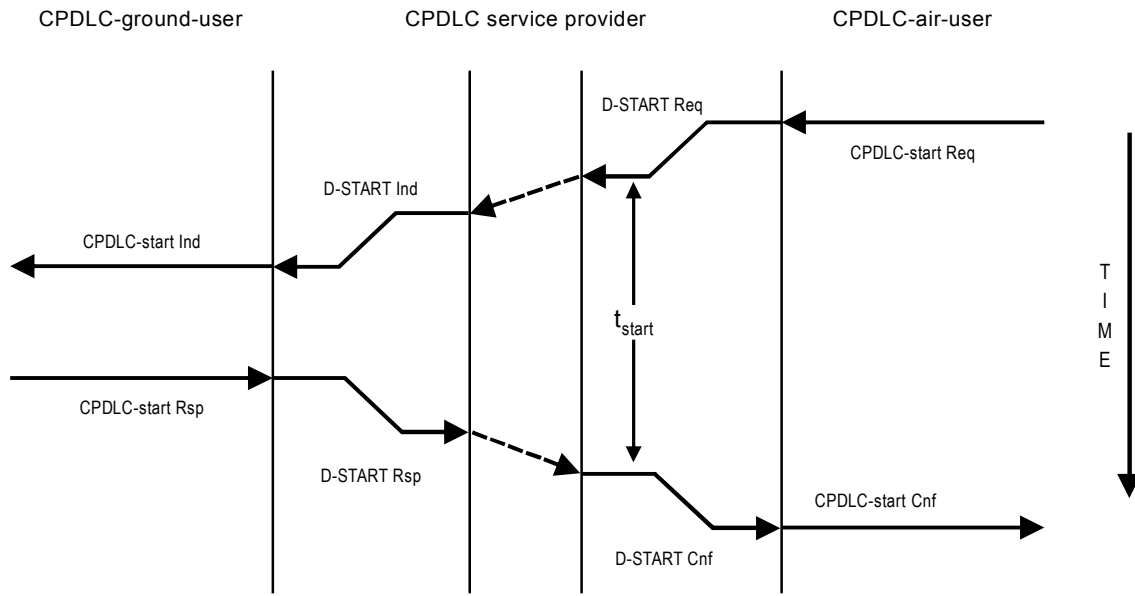 CPDLC-ground-user
CPDLC service provider
CPDLC-air-user
D-START Req
CPDLC-start Req
D-START Ind
CPDLC-start Ind
T
I
M
E
tstart
CPDLC-start Rsp
D-START Rsp
CPDLC-start Cnf
D-START Cnf